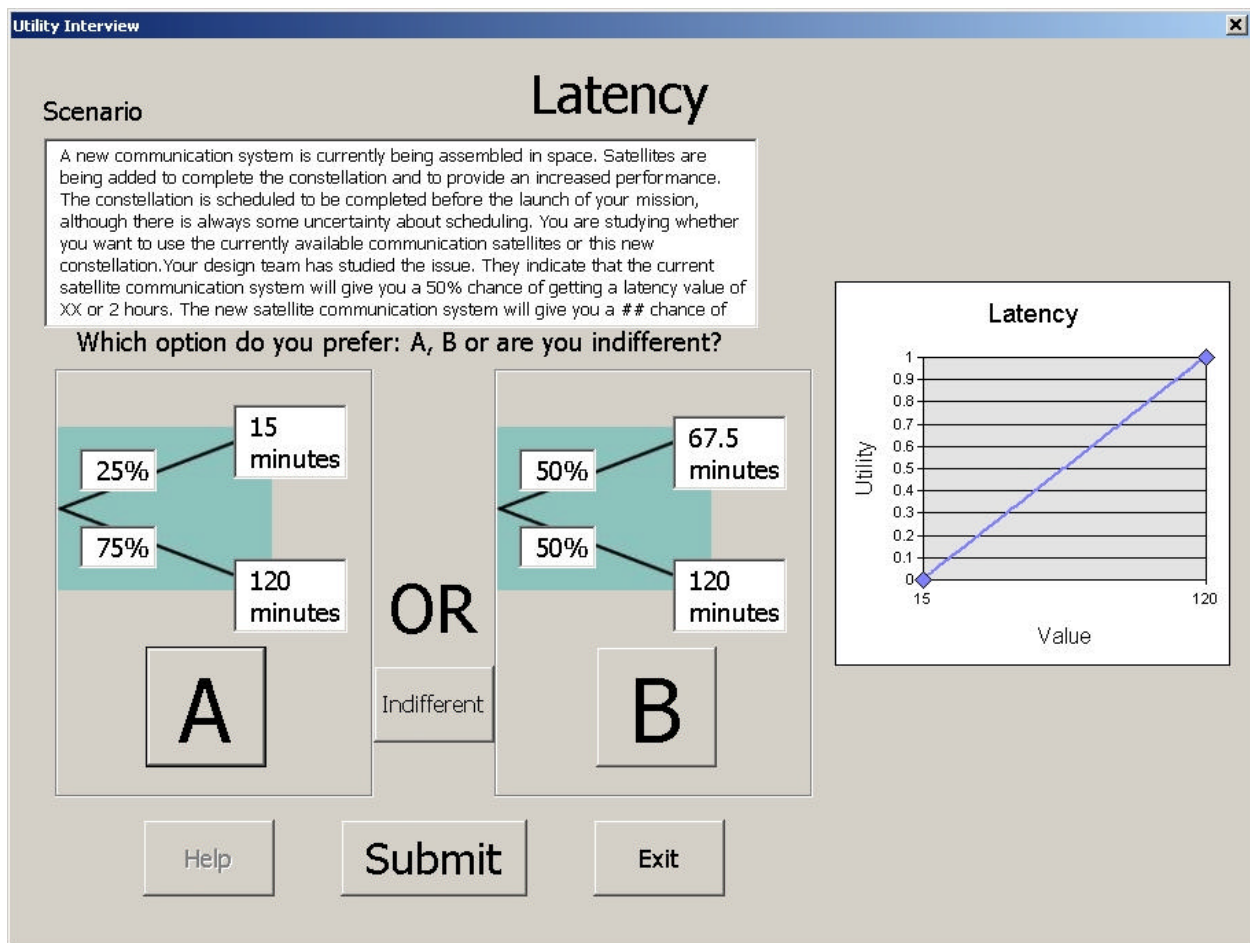 Utility Interview
Latency
Scenario
A new communication system is currently being assembled in space. Satellites are
being added to complete the constellation and to provide an increased performance.
The constellation is scheduled to be completed before the launch of your mission,
although there is always some uncertainty about scheduling. You are studying whether
you want to use the currently available communication satellites or this new
constellation.Your design team has studied the issue. They indicate that the current
satellite communication system will give you a 50% chance of getting a latency value of
XX or 2 hours. The new satellite communication system will give you a ## chance of
Which option do you prefer: A, B or are you indifferent?
25%
15
minutes
75%
120
minutes
A
OR
Indifferent
50%
67.5
minutes
50%
120
minutes
B
Help
Submit
Exit
Latency
Utility
1
0.9
0.8
0.7
0.6
0.5
0.4
0.3
0.2
0.1
0
15
120
Value